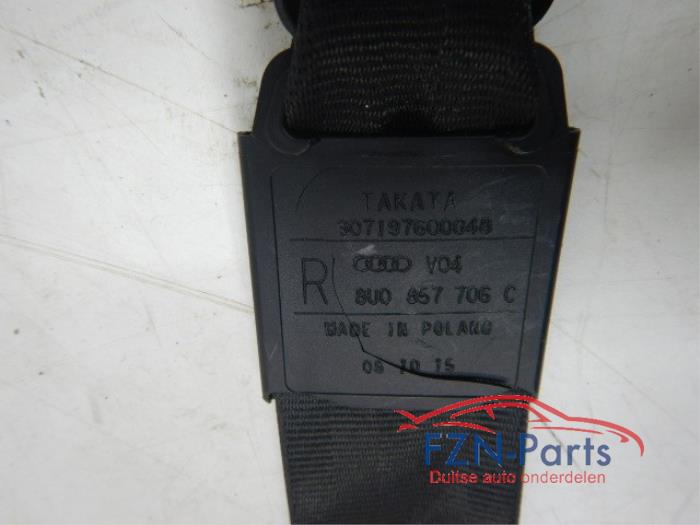 TAKATA
307197600048
R V04
8U0 857 706 C
MADE IN POLAND
08 10 15
FZN-Parts
Duitse auto onderdelen